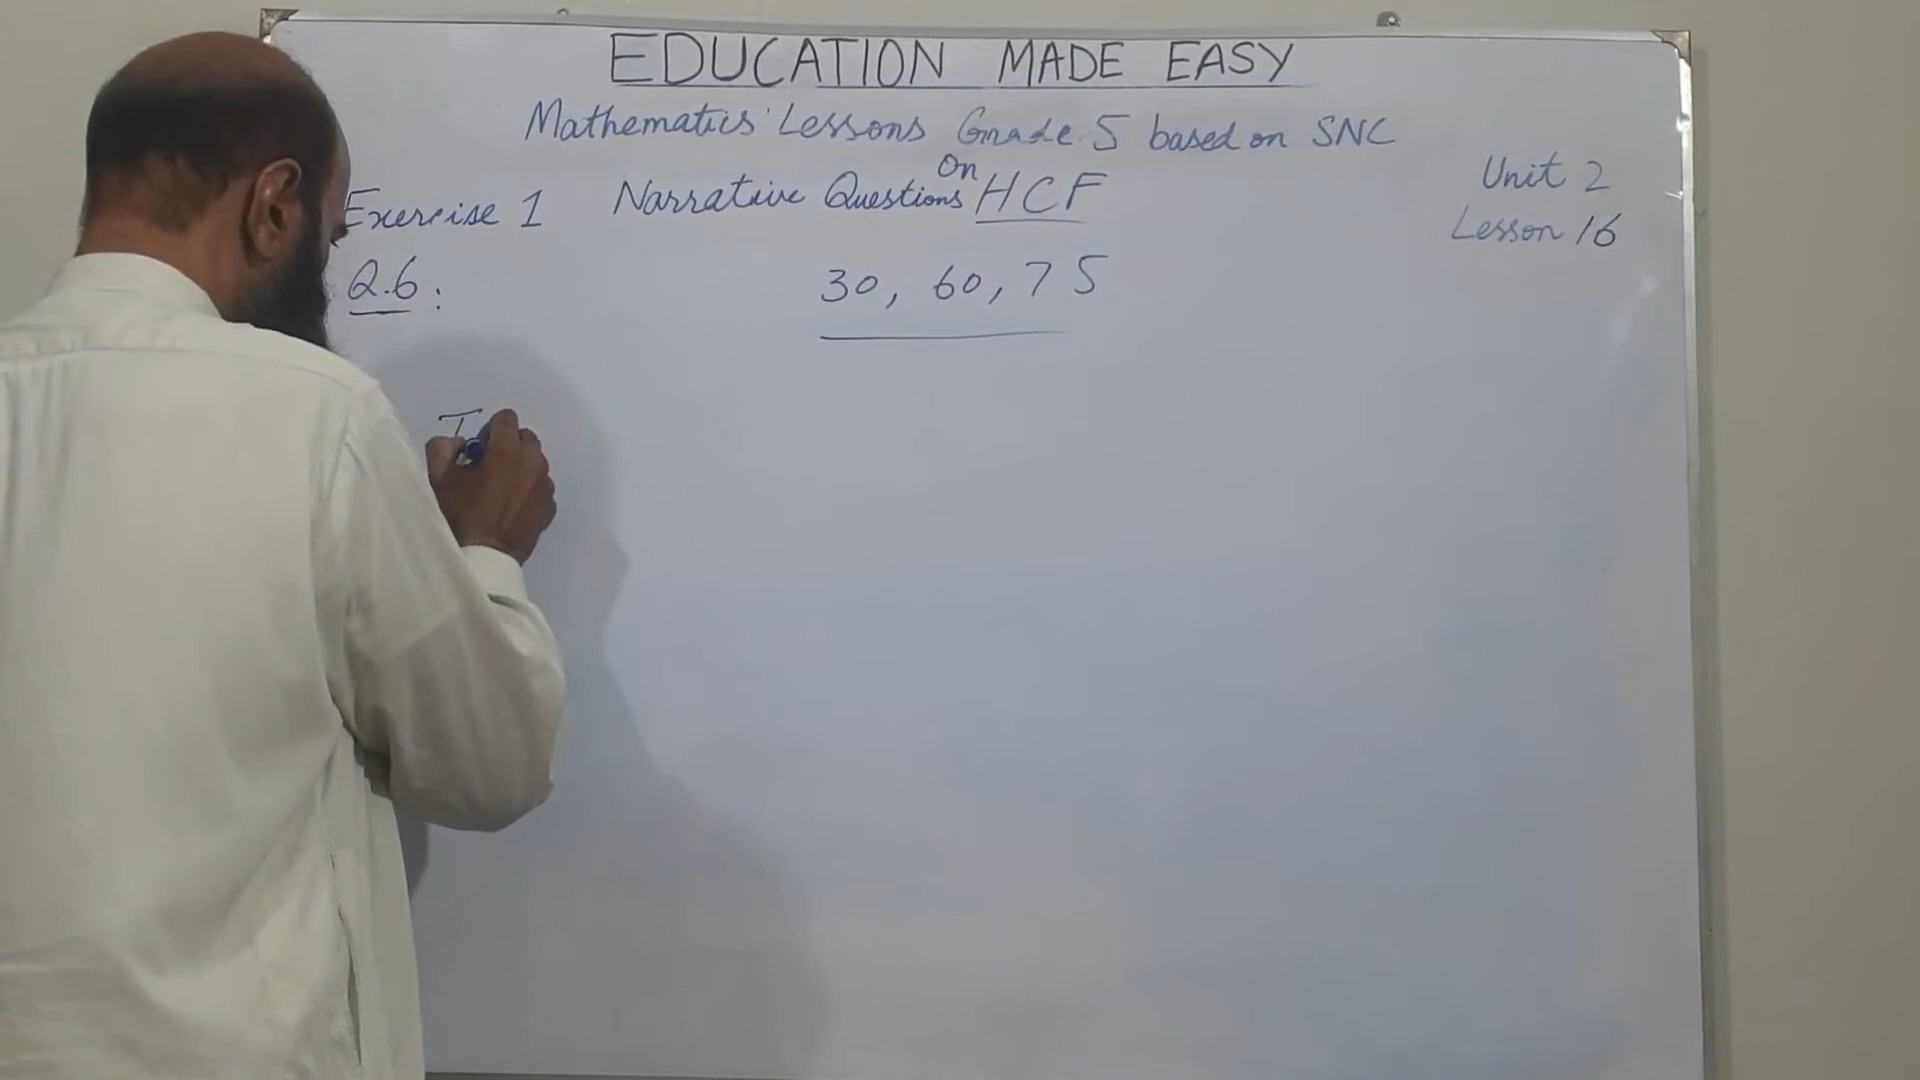 EDUCATION MADE EASY
Mathematics Lessons Grade 5 based on SNC
Exercise 1 Narrative Questions On HCF
Unit 2
Lesson 16
Q.6: 30, 60, 75